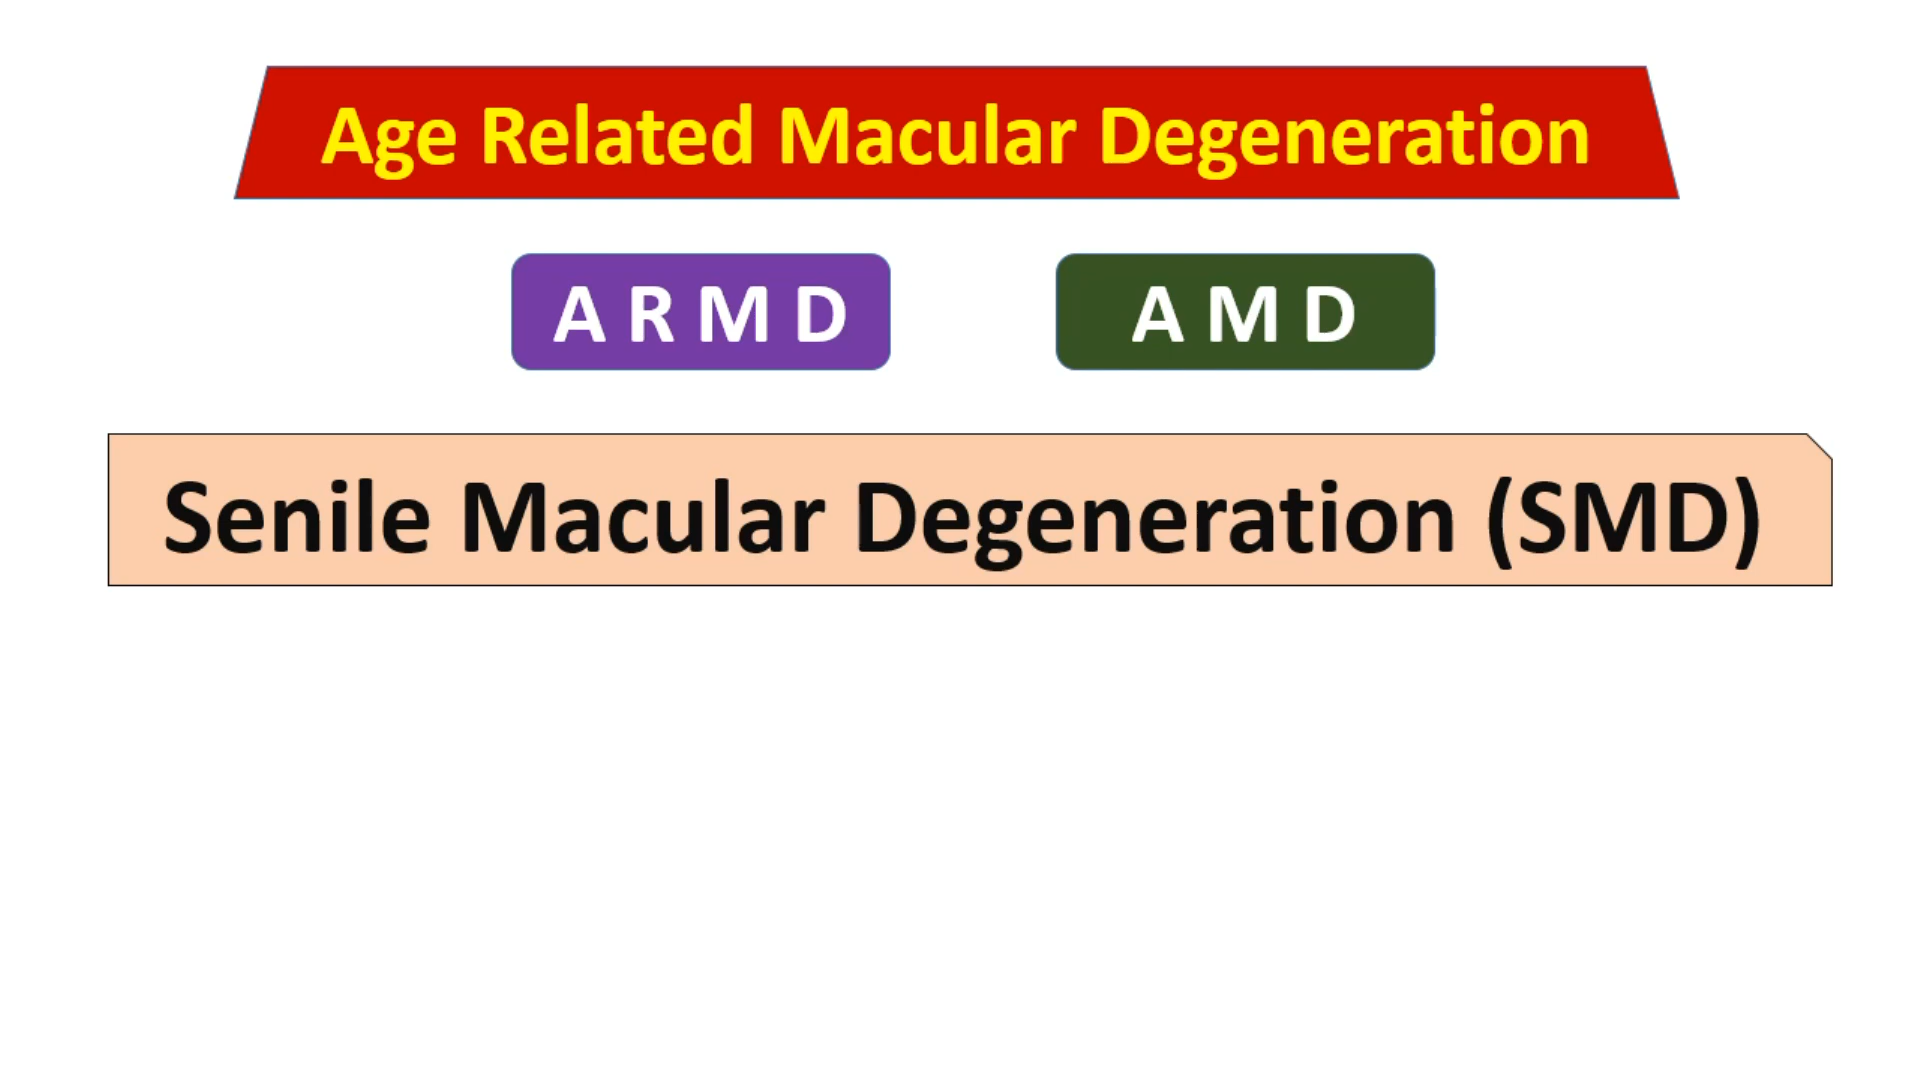 Age Related Macular Degeneration
A R M D
A M D
Senile Macular Degeneration (SMD)